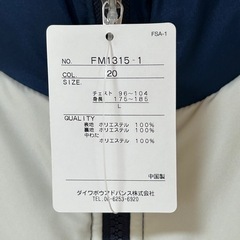 FSA-1
NO. FM1315-1
COL. 20
SIZE.
チェスト 96-104
身長 175-185
L
QUALITY
表地 ポリエステル 100%
裏地 ポリエステル 100%
中わた
ポリエステル 100%
中国製
ダイワボウアドバンス株式会社
TEL.06-6253-6920